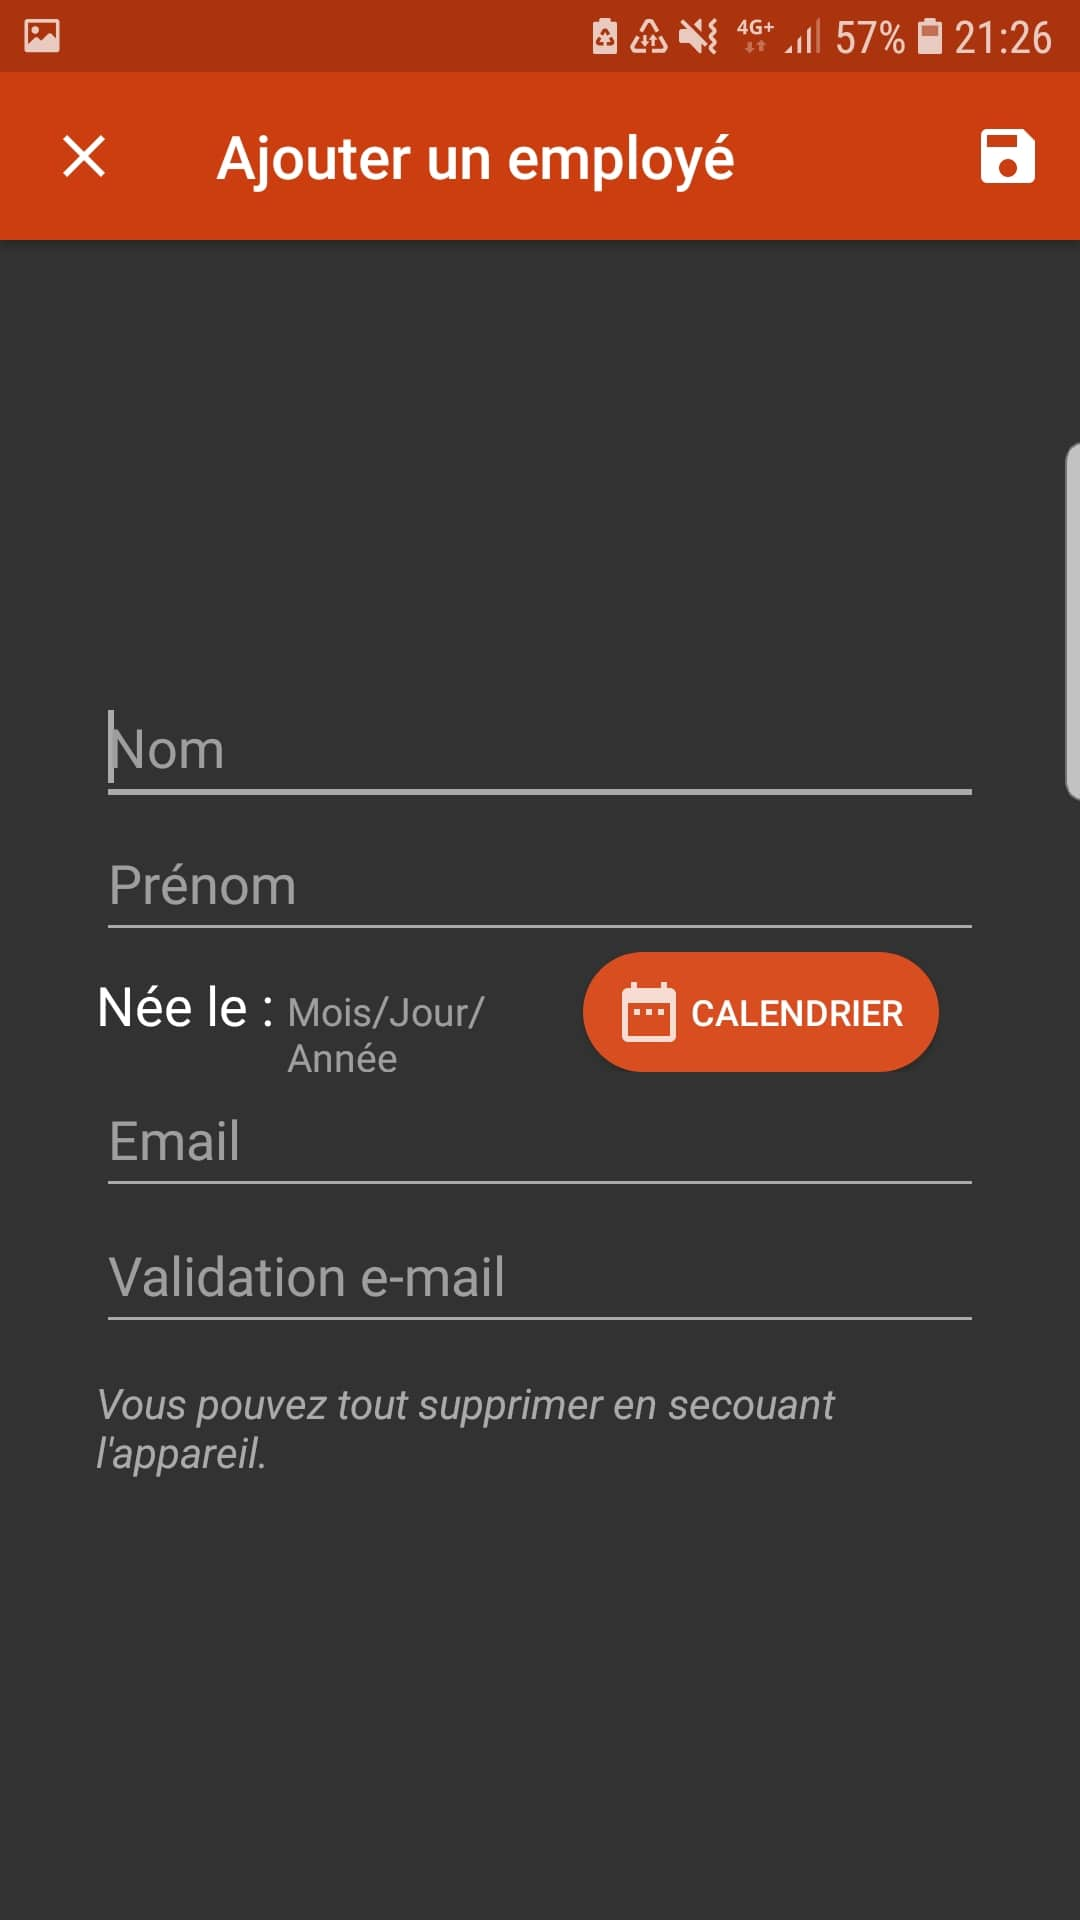 4G+ 57% 21:26
Ajouter un employé
Nom
Prénom
Née le : Mois/Jour/
Année
CALENDRIER
Email
Validation e-mail
Vous pouvez tout supprimer en secouant
l'appareil.